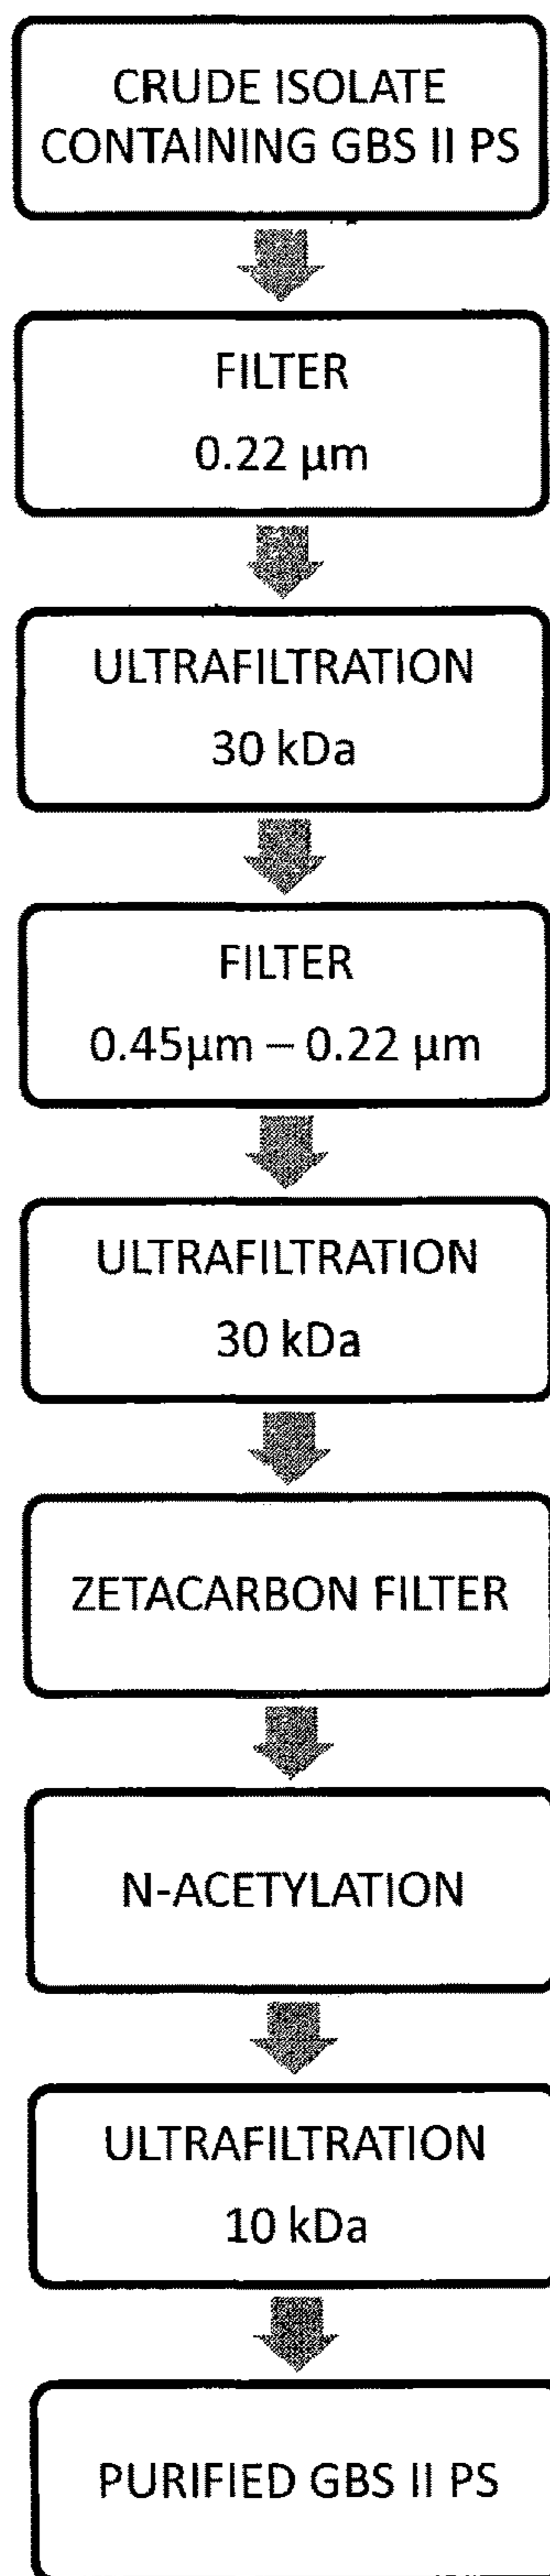 CRUDE ISOLATE
CONTAINING GBS II PS
FILTER
0.22 µm
ULTRAFILTRATION
30 kDa
FILTER
0.45µm – 0.22 µm
ULTRAFILTRATION
30 kDa
ZETACARBON FILTER
N-ACETYLATION
ULTRAFILTRATION
10 kDa
PURIFIED GBS II PS